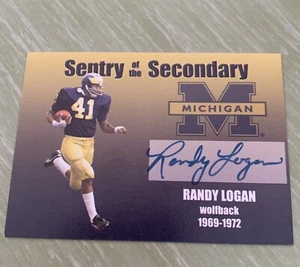 Sentry of the Secondary
41
MICHIGAN
Randy Logan
RANDY LOGAN
wolfback
1969-1972